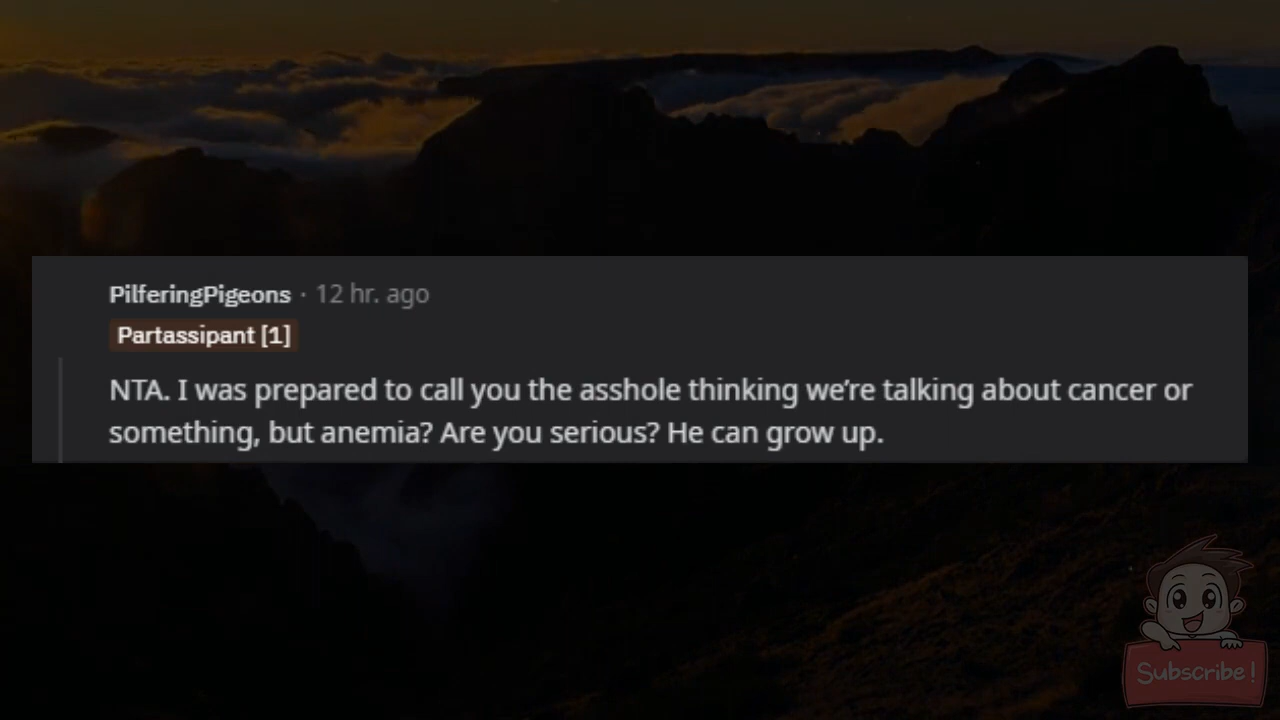 PilferingPigeons · 12 hr. ago
Partassipant [1]
NTA. I was prepared to call you the asshole thinking we're talking about cancer or
something, but anemia? Are you serious? He can grow up.
Subscribe!